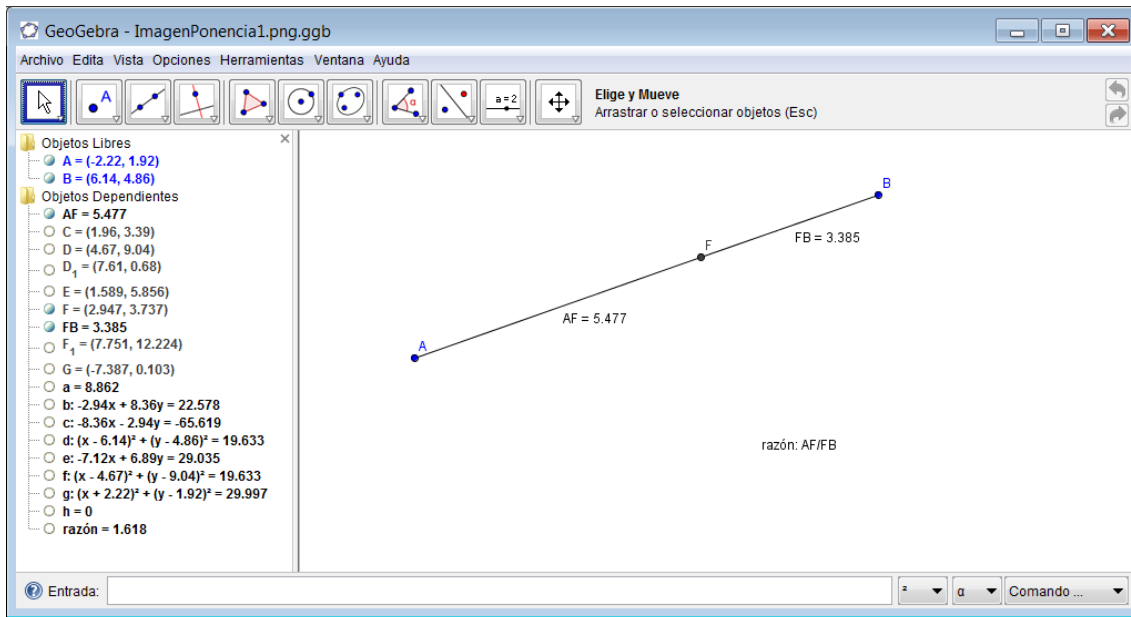 GeoGebra - ImagenPonencia1.png.ggb
Archivo Edita Vista Opciones Herramientas Ventana Ayuda
A
α
a = 2
Elige y Mueve
Arrastrar o seleccionar objetos (Esc)
Objetos Libres
A = (-2.22, 1.92)
B = (6.14, 4.86)
Objetos Dependientes
AF = 5.477
C = (1.96, 3.39)
D = (4.67, 9.04)
D₁ = (7.61, 0.68)
E = (1.589, 5.856)
F = (2.947, 3.737)
FB = 3.385
F₁ = (7.751, 12.224)
G = (-7.387, 0.103)
a = 8.862
b: -2.94x + 8.36y = 22.578
c: -8.36x - 2.94y = -65.619
d: (x - 6.14)² + (y - 4.86)² = 19.633
e: -7.12x + 6.89y = 29.035
f: (x - 4.67)² + (y - 9.04)² = 19.633
g: (x + 2.22)² + (y - 1.92)² = 29.997
h = 0
razón = 1.618
B
FB = 3.385
F
AF = 5.477
A
razón: AF/FB
Entrada:
²
α
Comando ...